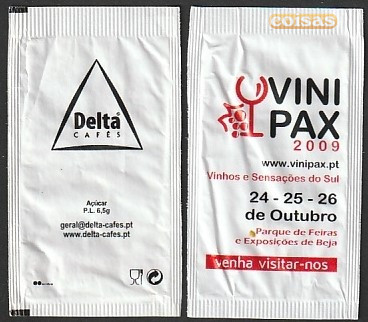 Delta
CAFÉS
Açúcar
P.L. 6,5g
geral@delta-cafes.pt
www.delta-cafes.pt
coisas
VINI
PAX
2009
www.vinipax.pt
Vinhos e Sensações do Sul
24 - 25 - 26
de Outubro
Parque de Feiras
e Exposições de Beja
venha visitar-nos